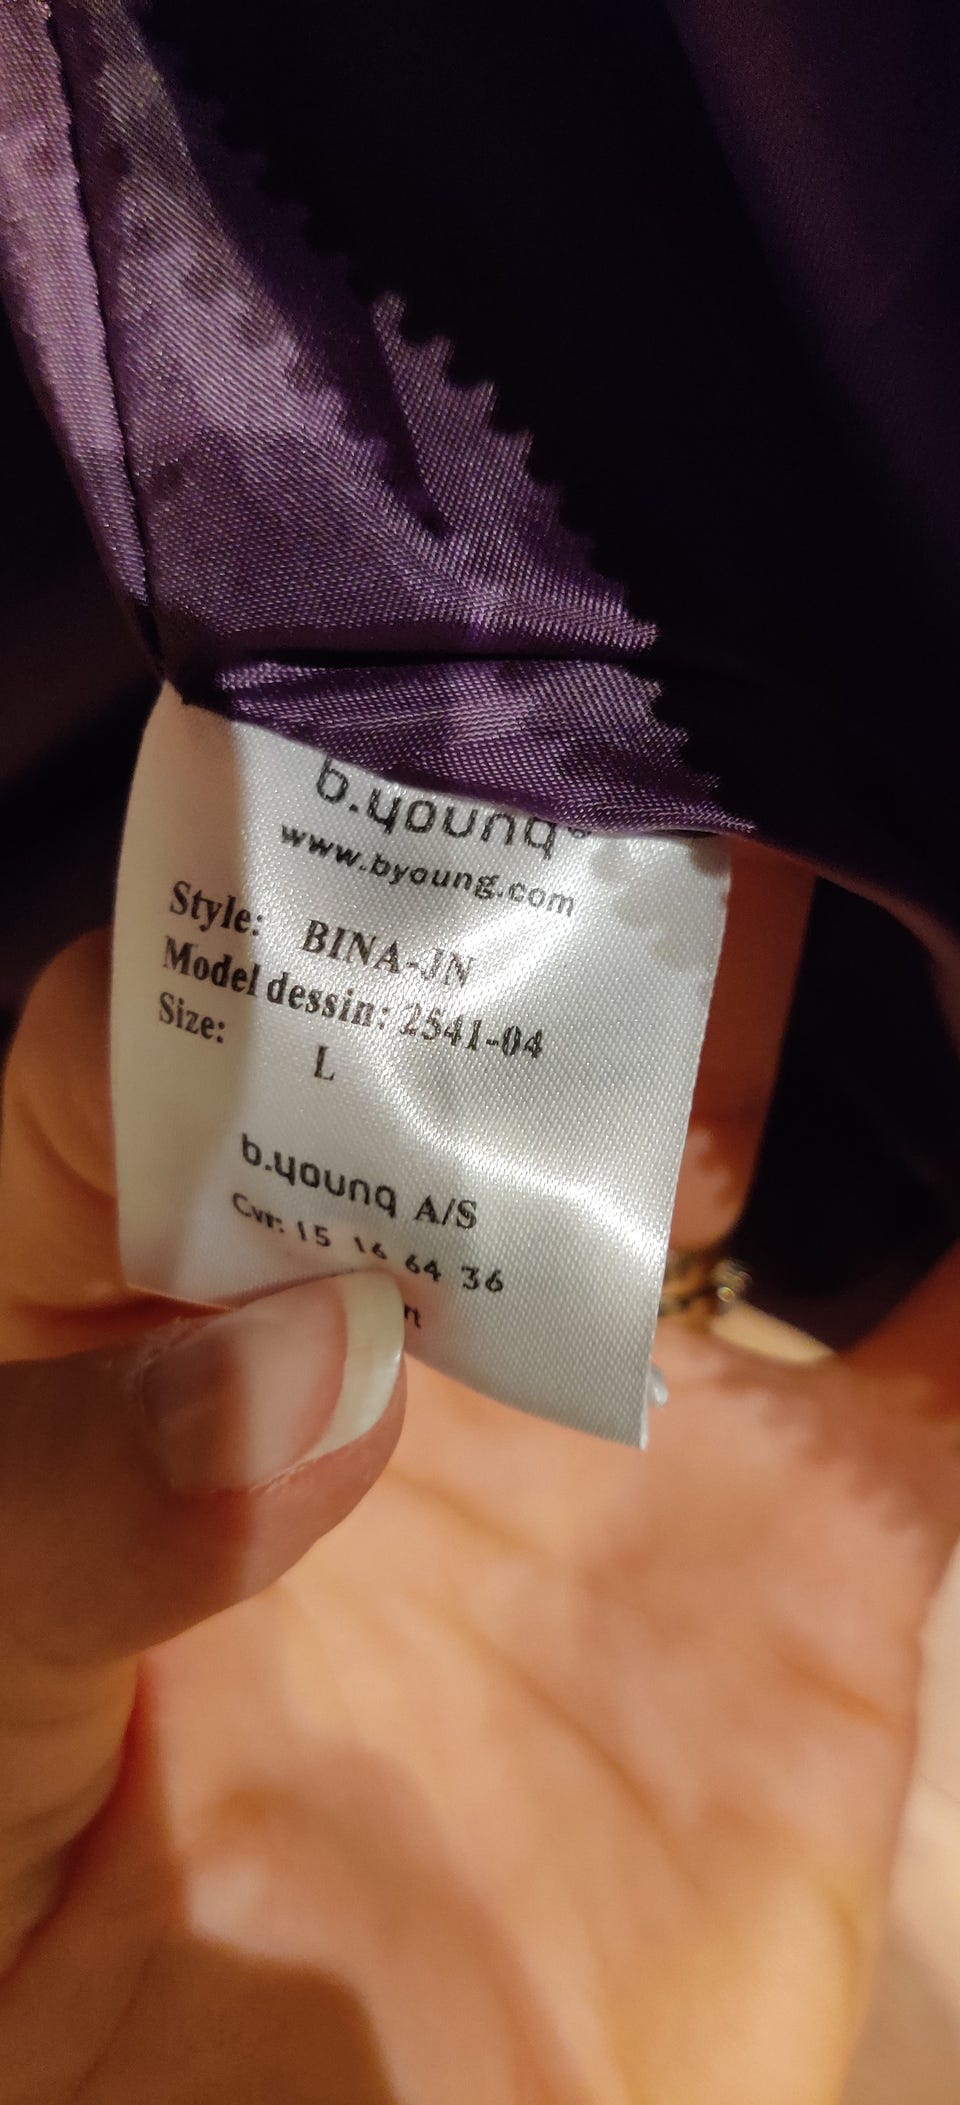 b.young®
www.byoung.com
Style: BINA-JN
Model dessin: 2541-04
Size:
L
b.young A/S
Cvr: 15 16 64 36